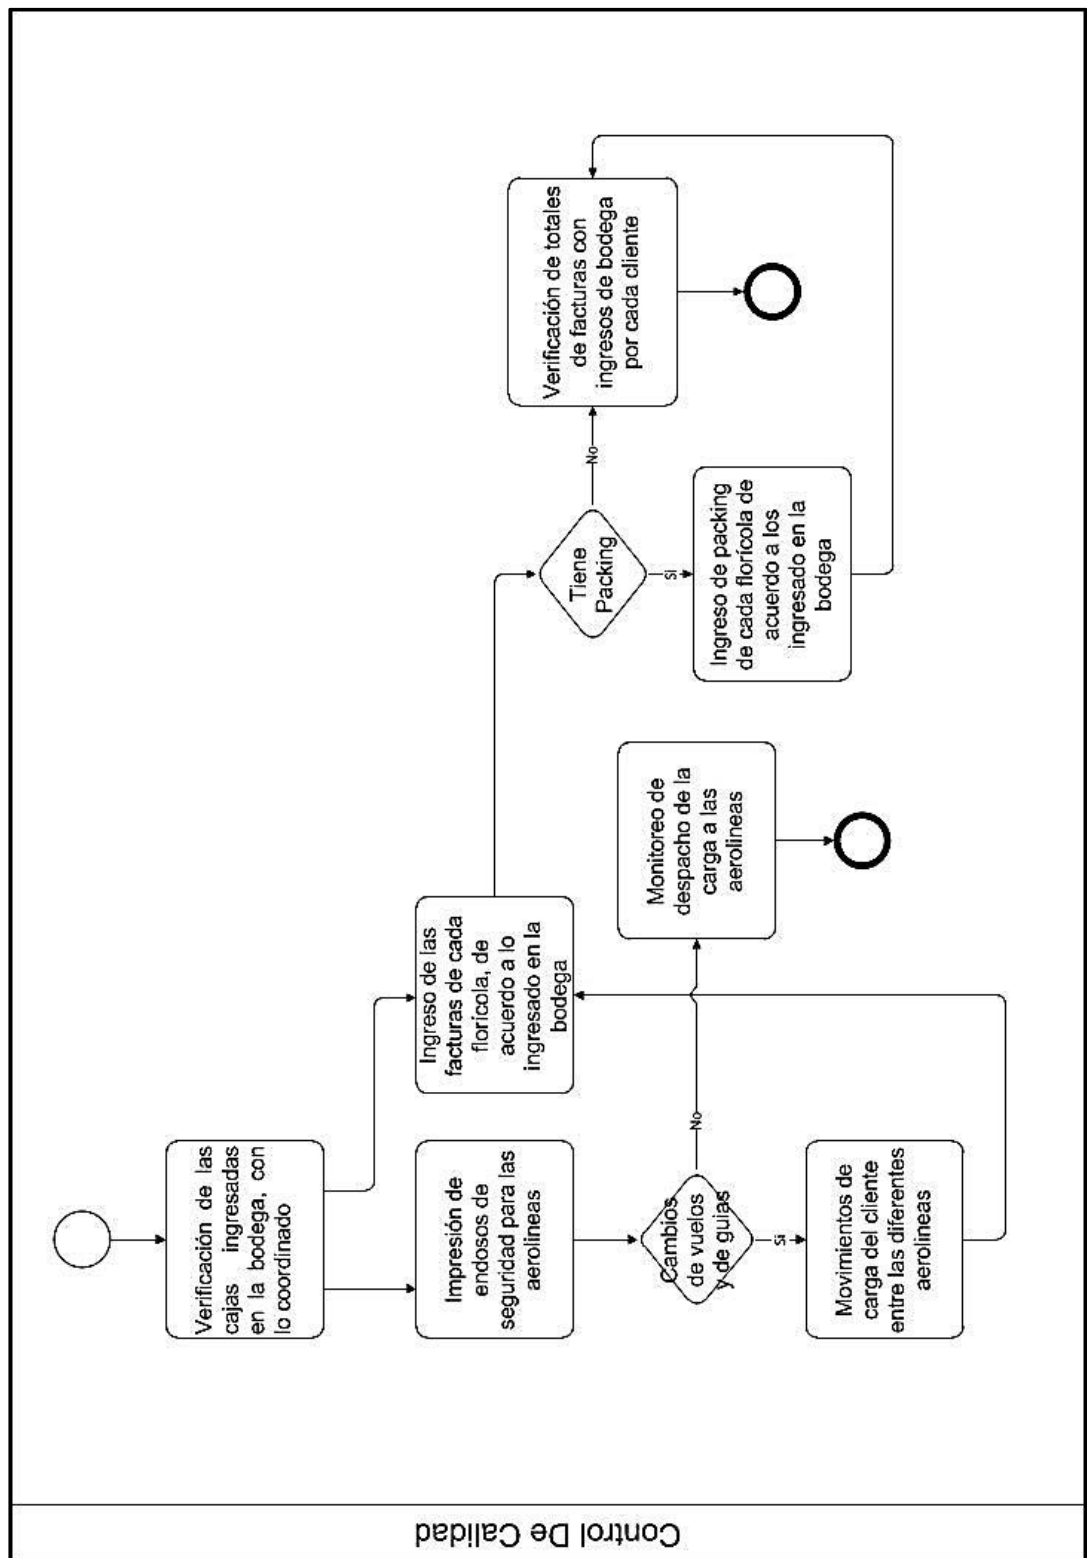 Control De Calidad
Verificación de las
cajas ingresadas
en la bodega, con
lo coordinado
Impresión de
endosos de
seguridad para las
aerolineas
Cambios
de vuelos
y de guias
Si
No
Movimientos de
carga del cliente
entre las diferentes
aerolineas
Ingreso de las
facturas de cada
florícola, de
acuerdo a lo
ingresado en la
bodega
Monitoreo de
despacho de la
carga a las
aerolineas
Tiene
Packing
Si
No
Ingreso de packing
de cada florícola de
acuerdo a los
ingresado en la
bodega
Verificación de totales
de facturas con
ingresos de bodega
por cada cliente